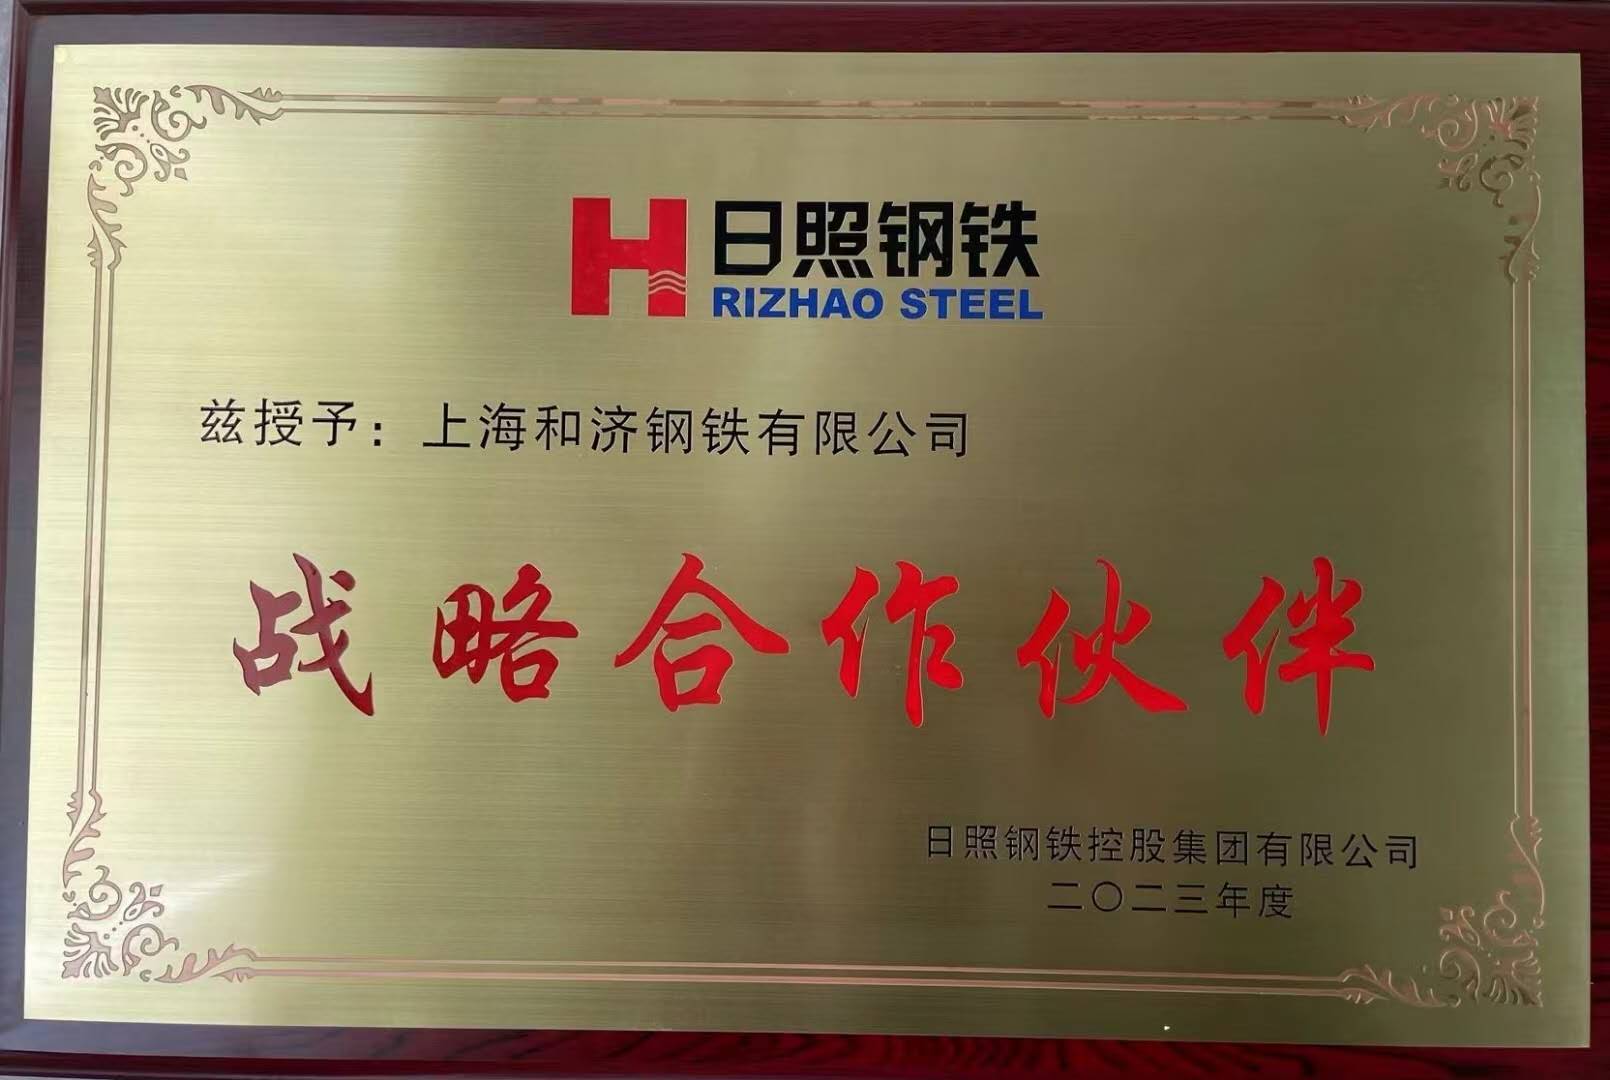 日照钢铁
RIZHAO STEEL
兹授予：上海和济钢铁有限公司
战略合作伙伴
日照钢铁控股集团有限公司
二〇二三年度